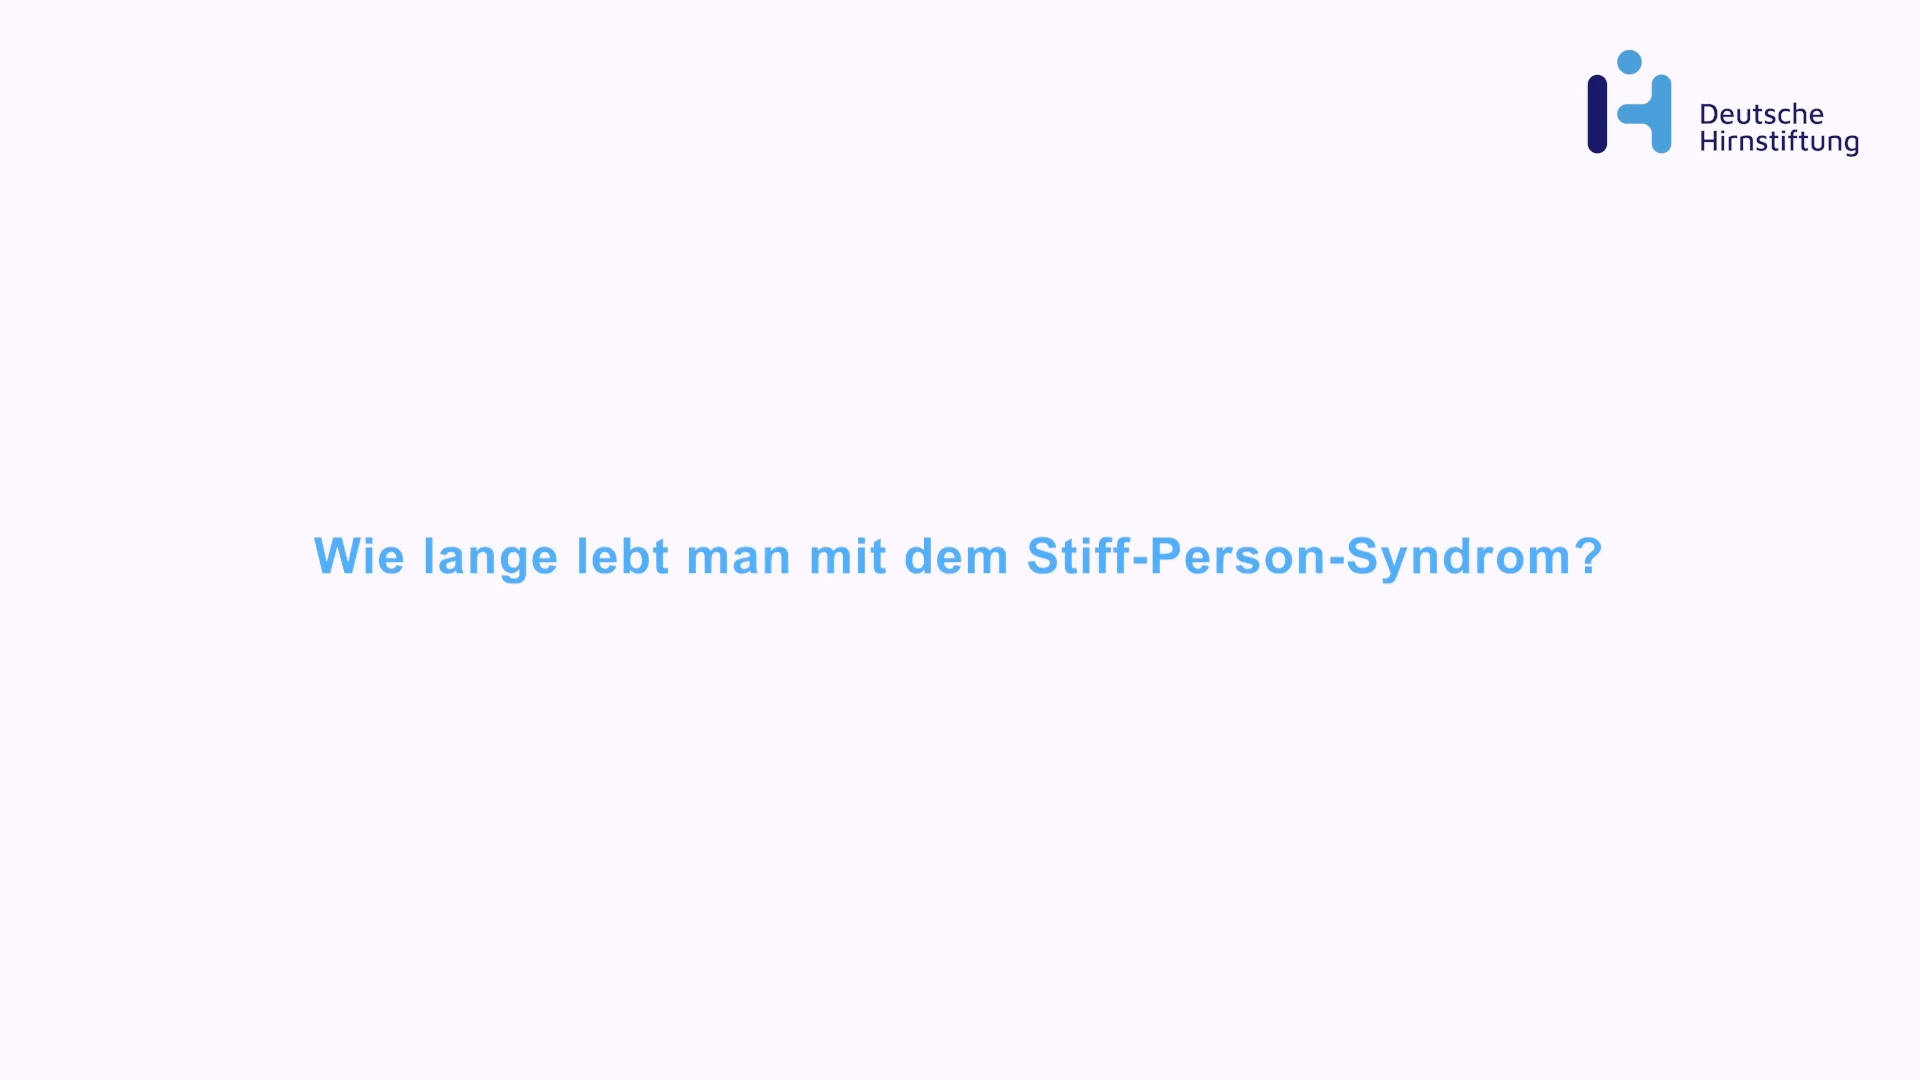 Deutsche
Hirnstiftung
Wie lange lebt man mit dem Stiff-Person-Syndrom?